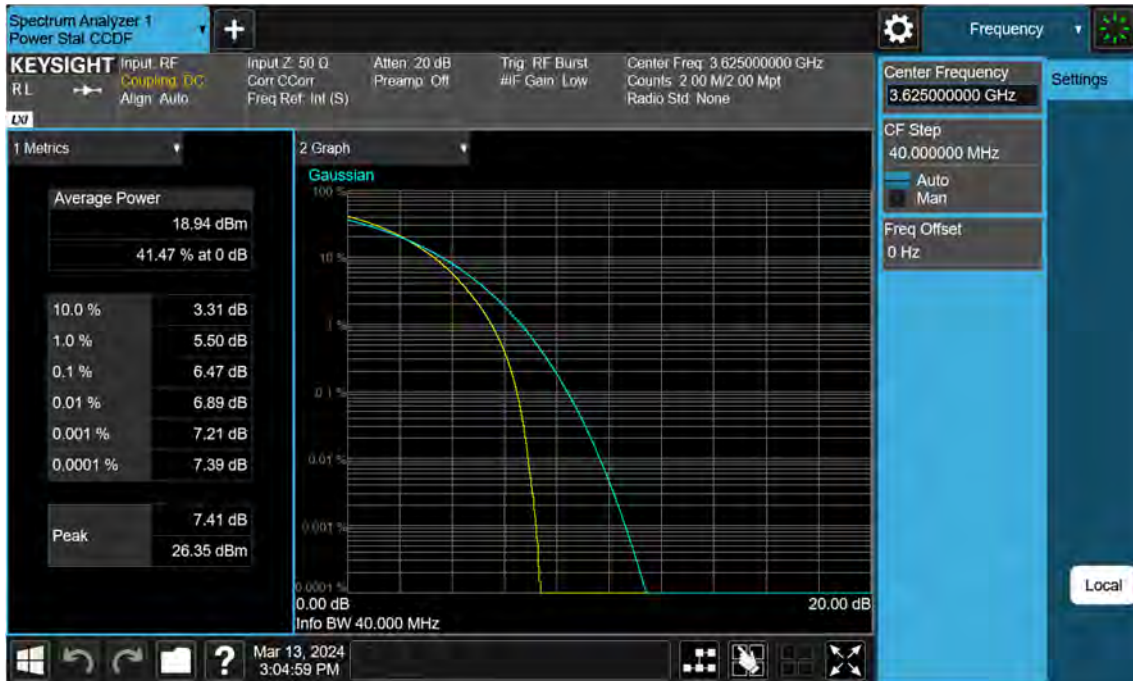 Spectrum Analyzer 1
Power Stat CCDF
Frequency
KEYSIGHT
RL
LXI
Input: RF
Coupling: DC
Align: Auto
Input Z: 50 Ω
Corr CCorr
Freq Ref: Int (S)
Atten: 20 dB
Preamp: Off
Trig: RF Burst
#IF Gain: Low
Center Freq: 3.625000000 GHz
Counts: 2.00 M/2.00 Mpt
Radio Std: None
Center Frequency
3.625000000 GHz
Settings
CF Step
40.000000 MHz
Auto
Man
Freq Offset
0 Hz
1 Metrics
Average Power
18.94 dBm
41.47 % at 0 dB
10.0 % 3.31 dB
1.0 % 5.50 dB
0.1 % 6.47 dB
0.01 % 6.89 dB
0.001 % 7.21 dB
0.0001 % 7.39 dB
Peak
7.41 dB
26.35 dBm
2 Graph
Gaussian
100 %
10 %
1 %
0.1 %
0.01 %
0.001 %
0.0001 %
0.00 dB
20.00 dB
Info BW 40.000 MHz
Local
?
Mar 13, 2024
3:04:59 PM